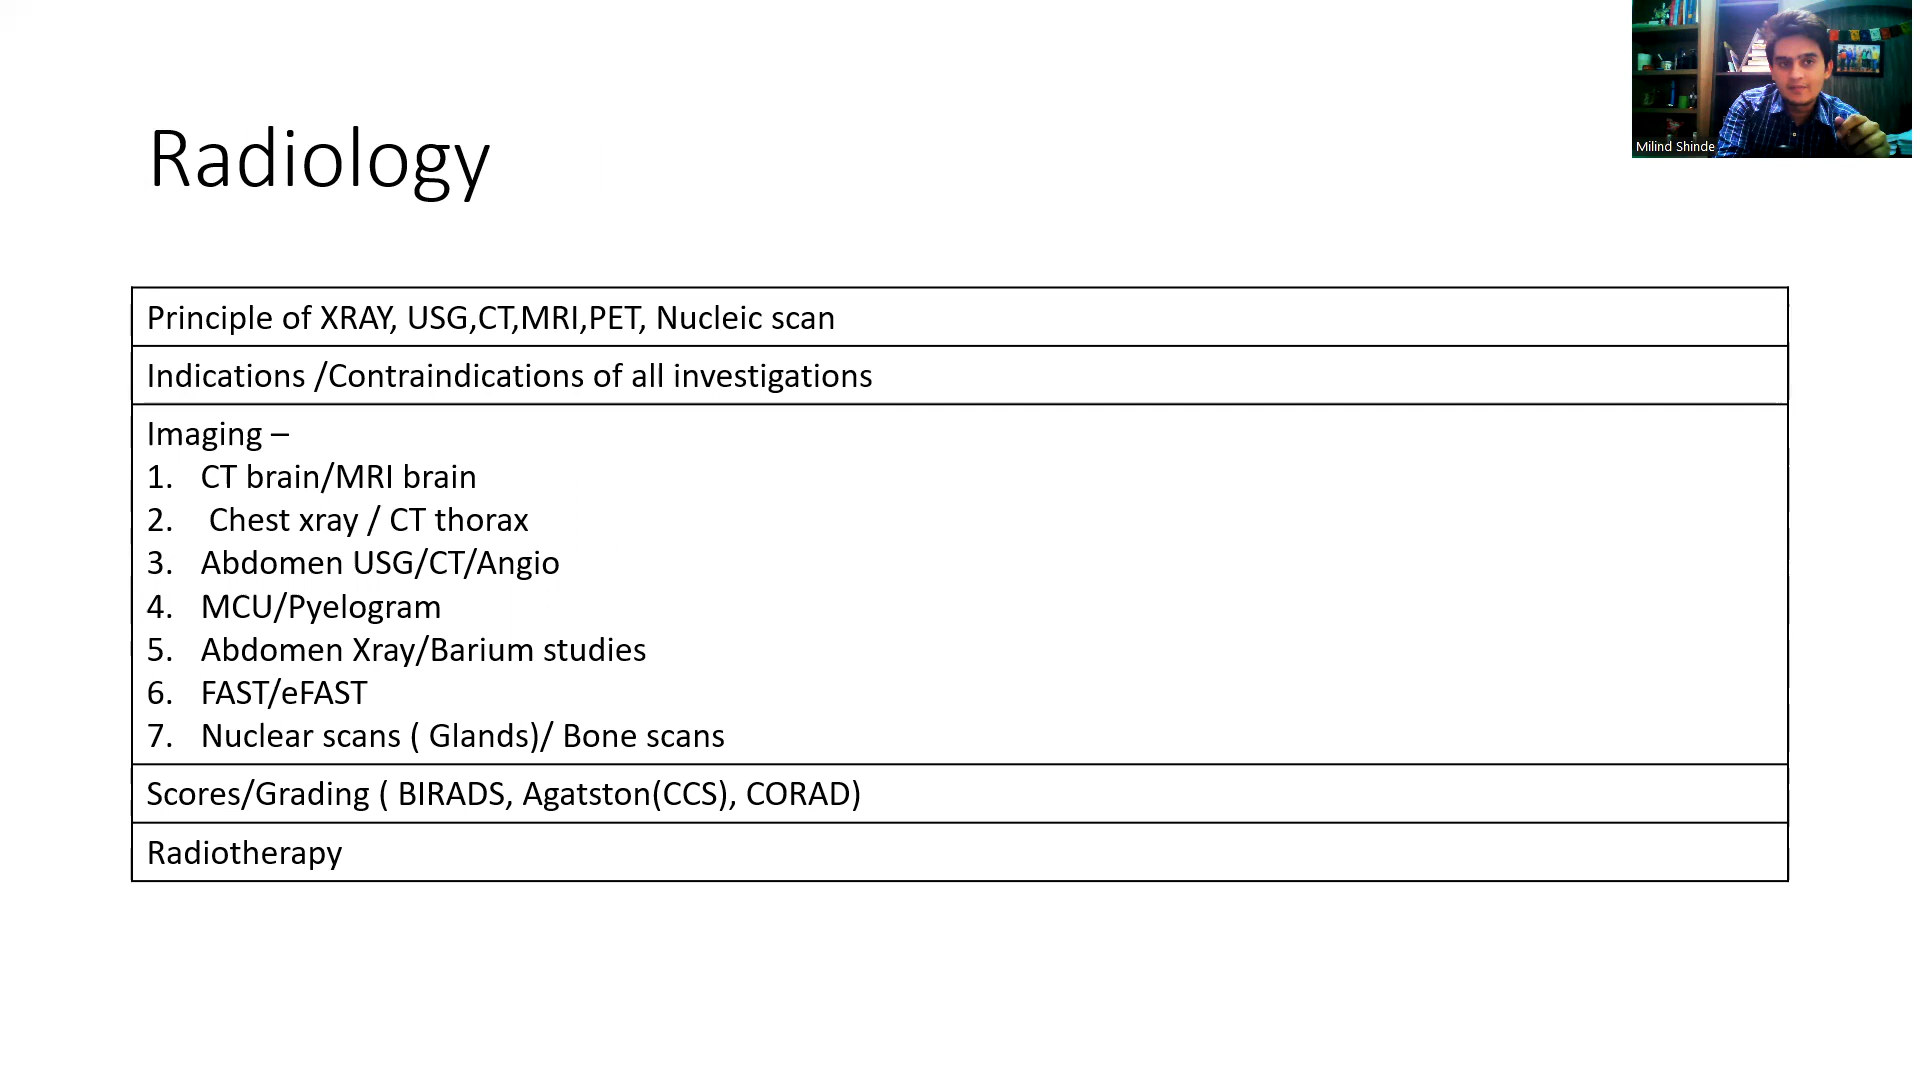 Milind Shinde
Radiology
Principle of XRAY, USG,CT,MRI,PET, Nucleic scan
Indications /Contraindications of all investigations
Imaging –
1. CT brain/MRI brain
2. Chest xray / CT thorax
3. Abdomen USG/CT/Angio
4. MCU/Pyelogram
5. Abdomen Xray/Barium studies
6. FAST/eFAST
7. Nuclear scans ( Glands)/ Bone scans
Scores/Grading ( BIRADS, Agatston(CCS), CORAD)
Radiotherapy